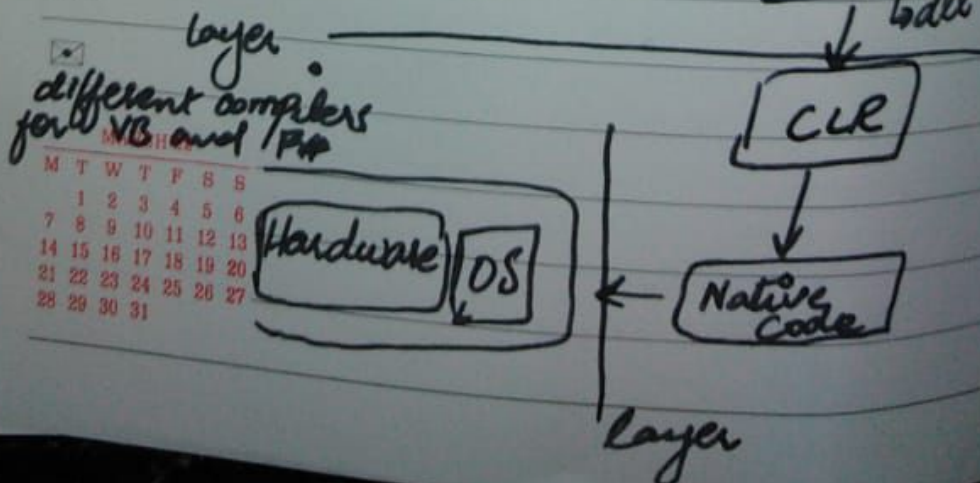 layer
different compilers
for VB and
M T W T F S S
1 2 3 4 5 6
7 8 9 10 11 12 13
14 15 16 17 18 19 20
21 22 23 24 25 26 27
28 29 30 31
Hardware
OS
CLR
Native
Code
layer